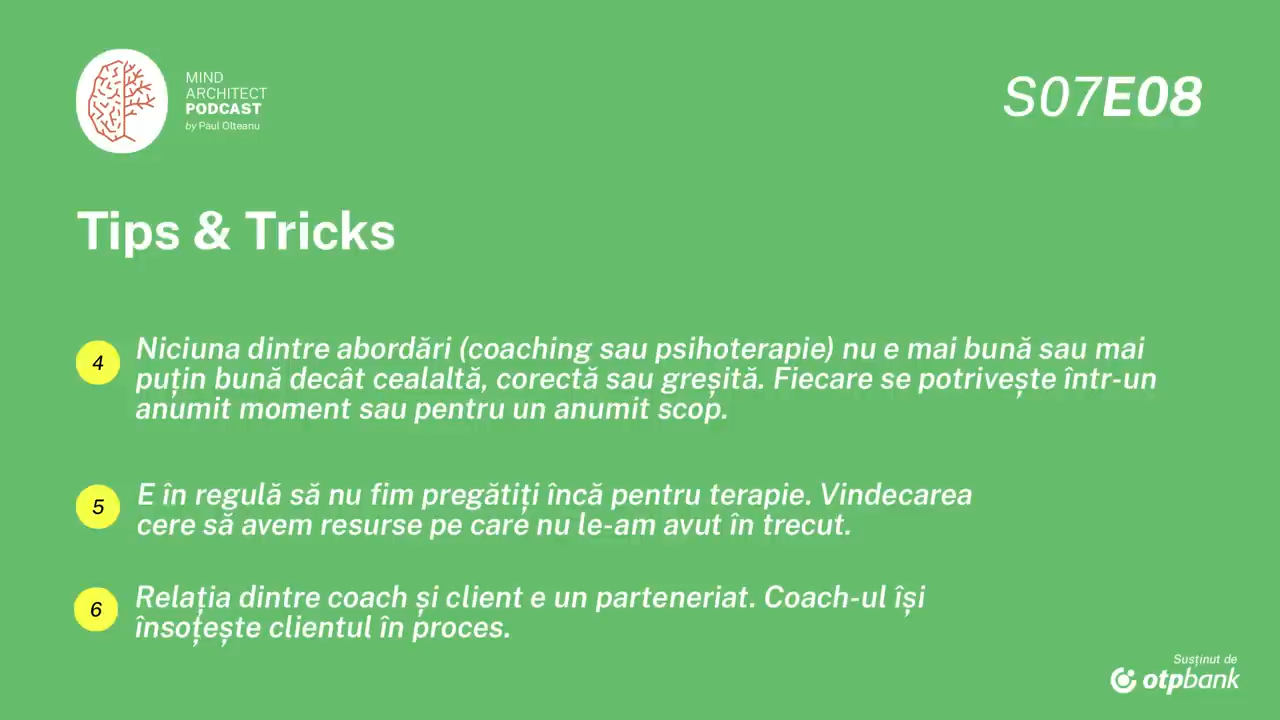 MIND
ARCHITECT
PODCAST
by Paul Olteanu
S07E08
Tips & Tricks
4
Niciuna dintre abordări (coaching sau psihoterapie) nu e mai bună sau mai
puțin bună decât cealaltă, corectă sau greșită. Fiecare se potrivește într-un
anumit moment sau pentru un anumit scop.
5
E în regulă să nu fim pregătiți încă pentru terapie. Vindecarea
cere să avem resurse pe care nu le-am avut în trecut.
6
Relația dintre coach și client e un parteneriat. Coach-ul își
însoțește clientul în proces.
Susținut de
otpbank